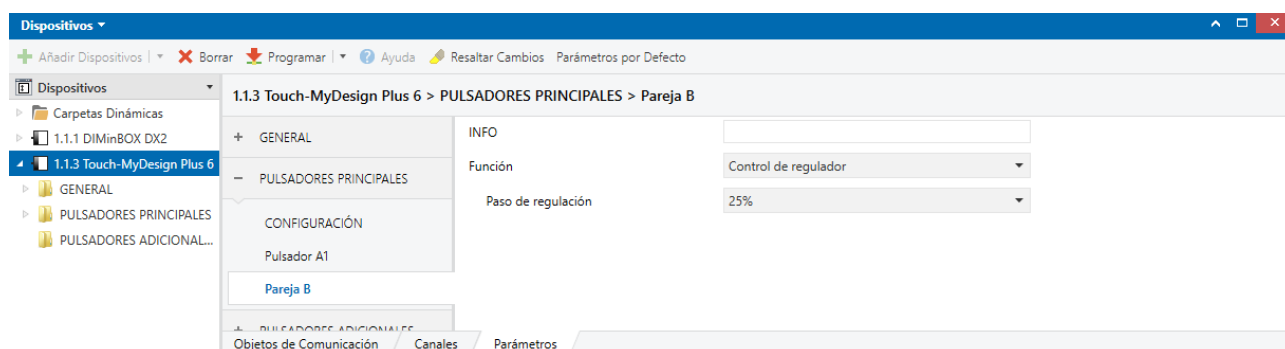 Dispositivos
Añadir Dispositivos Borrar Programar Ayuda Resaltar Cambios Parámetros por Defecto
Dispositivos
Carpetas Dinámicas
1.1.1 DIMinBOX DX2
1.1.3 Touch-MyDesign Plus 6
GENERAL
PULSADORES PRINCIPALES
PULSADORES ADICIONAL...
1.1.3 Touch-MyDesign Plus 6 > PULSADORES PRINCIPALES > Pareja B
+ GENERAL
− PULSADORES PRINCIPALES
CONFIGURACIÓN
Pulsador A1
Pareja B
+ PULSADORES ADICIONALES
INFO
Función Control de regulador
Paso de regulación 25%
Objetos de Comunicación Canales Parámetros